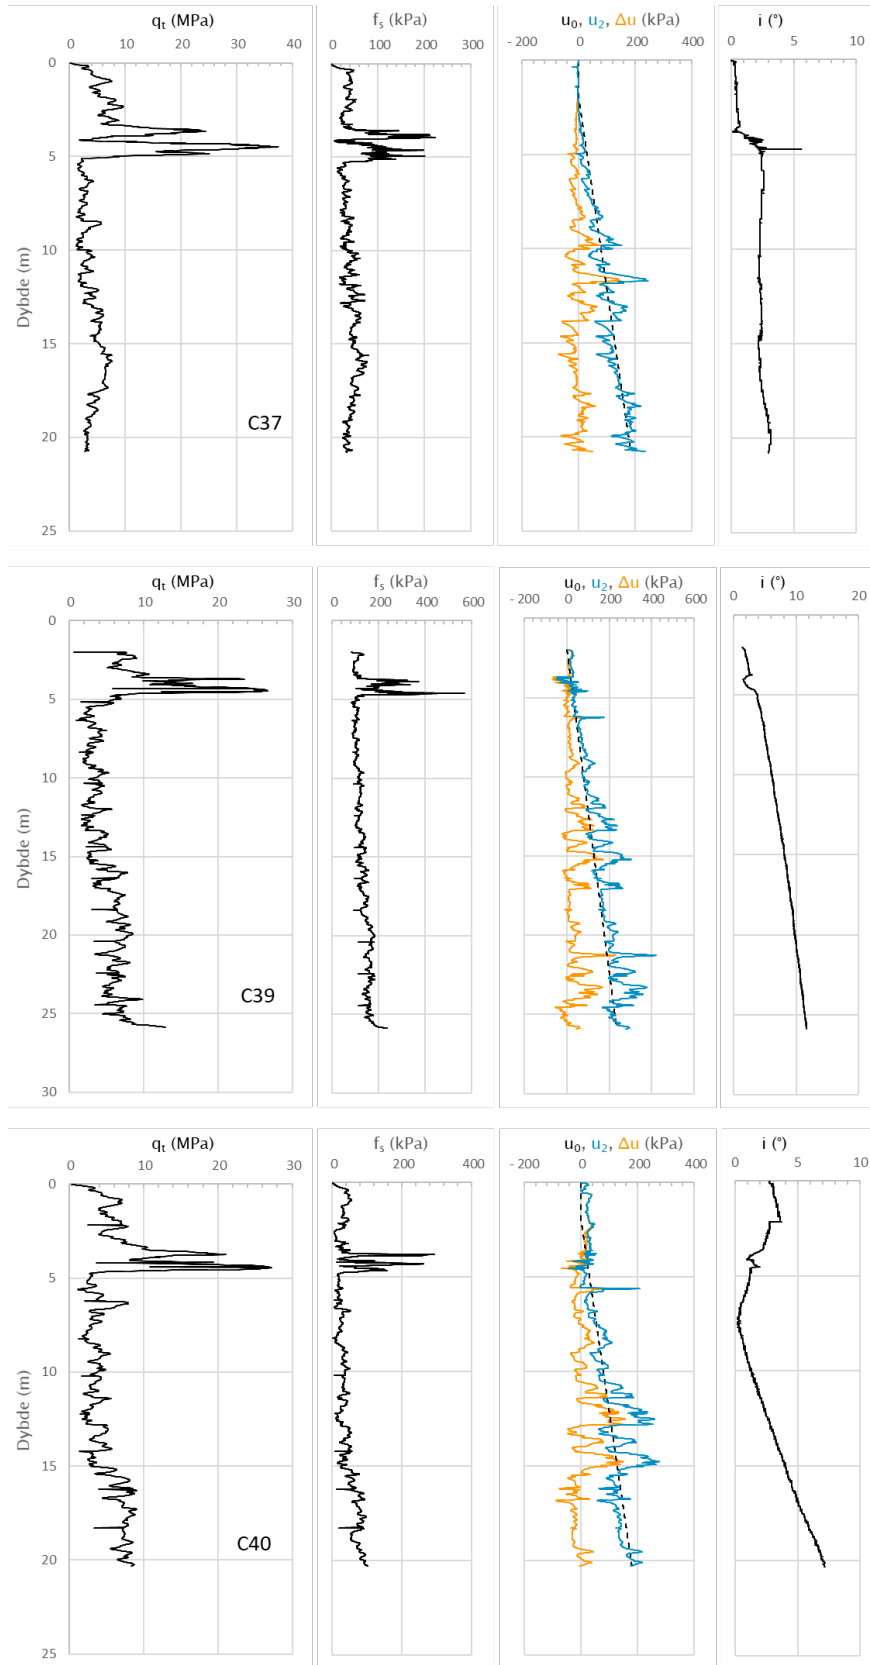 qt (MPa)
0 10 20 30 40
fs (kPa)
0 100 200 300
u0, u2, Δu (kPa)
- 200 0 200 400
i (°)
0 5 10
Dybde (m)
0
5
10
15
20
25
C37
qt (MPa)
0 10 20 30
fs (kPa)
0 200 400 600
u0, u2, Δu (kPa)
- 200 0 200 400 600
i (°)
0 10 20
Dybde (m)
0
5
10
15
20
25
30
C39
qt (MPa)
0 10 20 30
fs (kPa)
0 200 400
u0, u2, Δu (kPa)
- 200 0 200 400
i (°)
0 5 10
Dybde (m)
0
5
10
15
20
25
C40